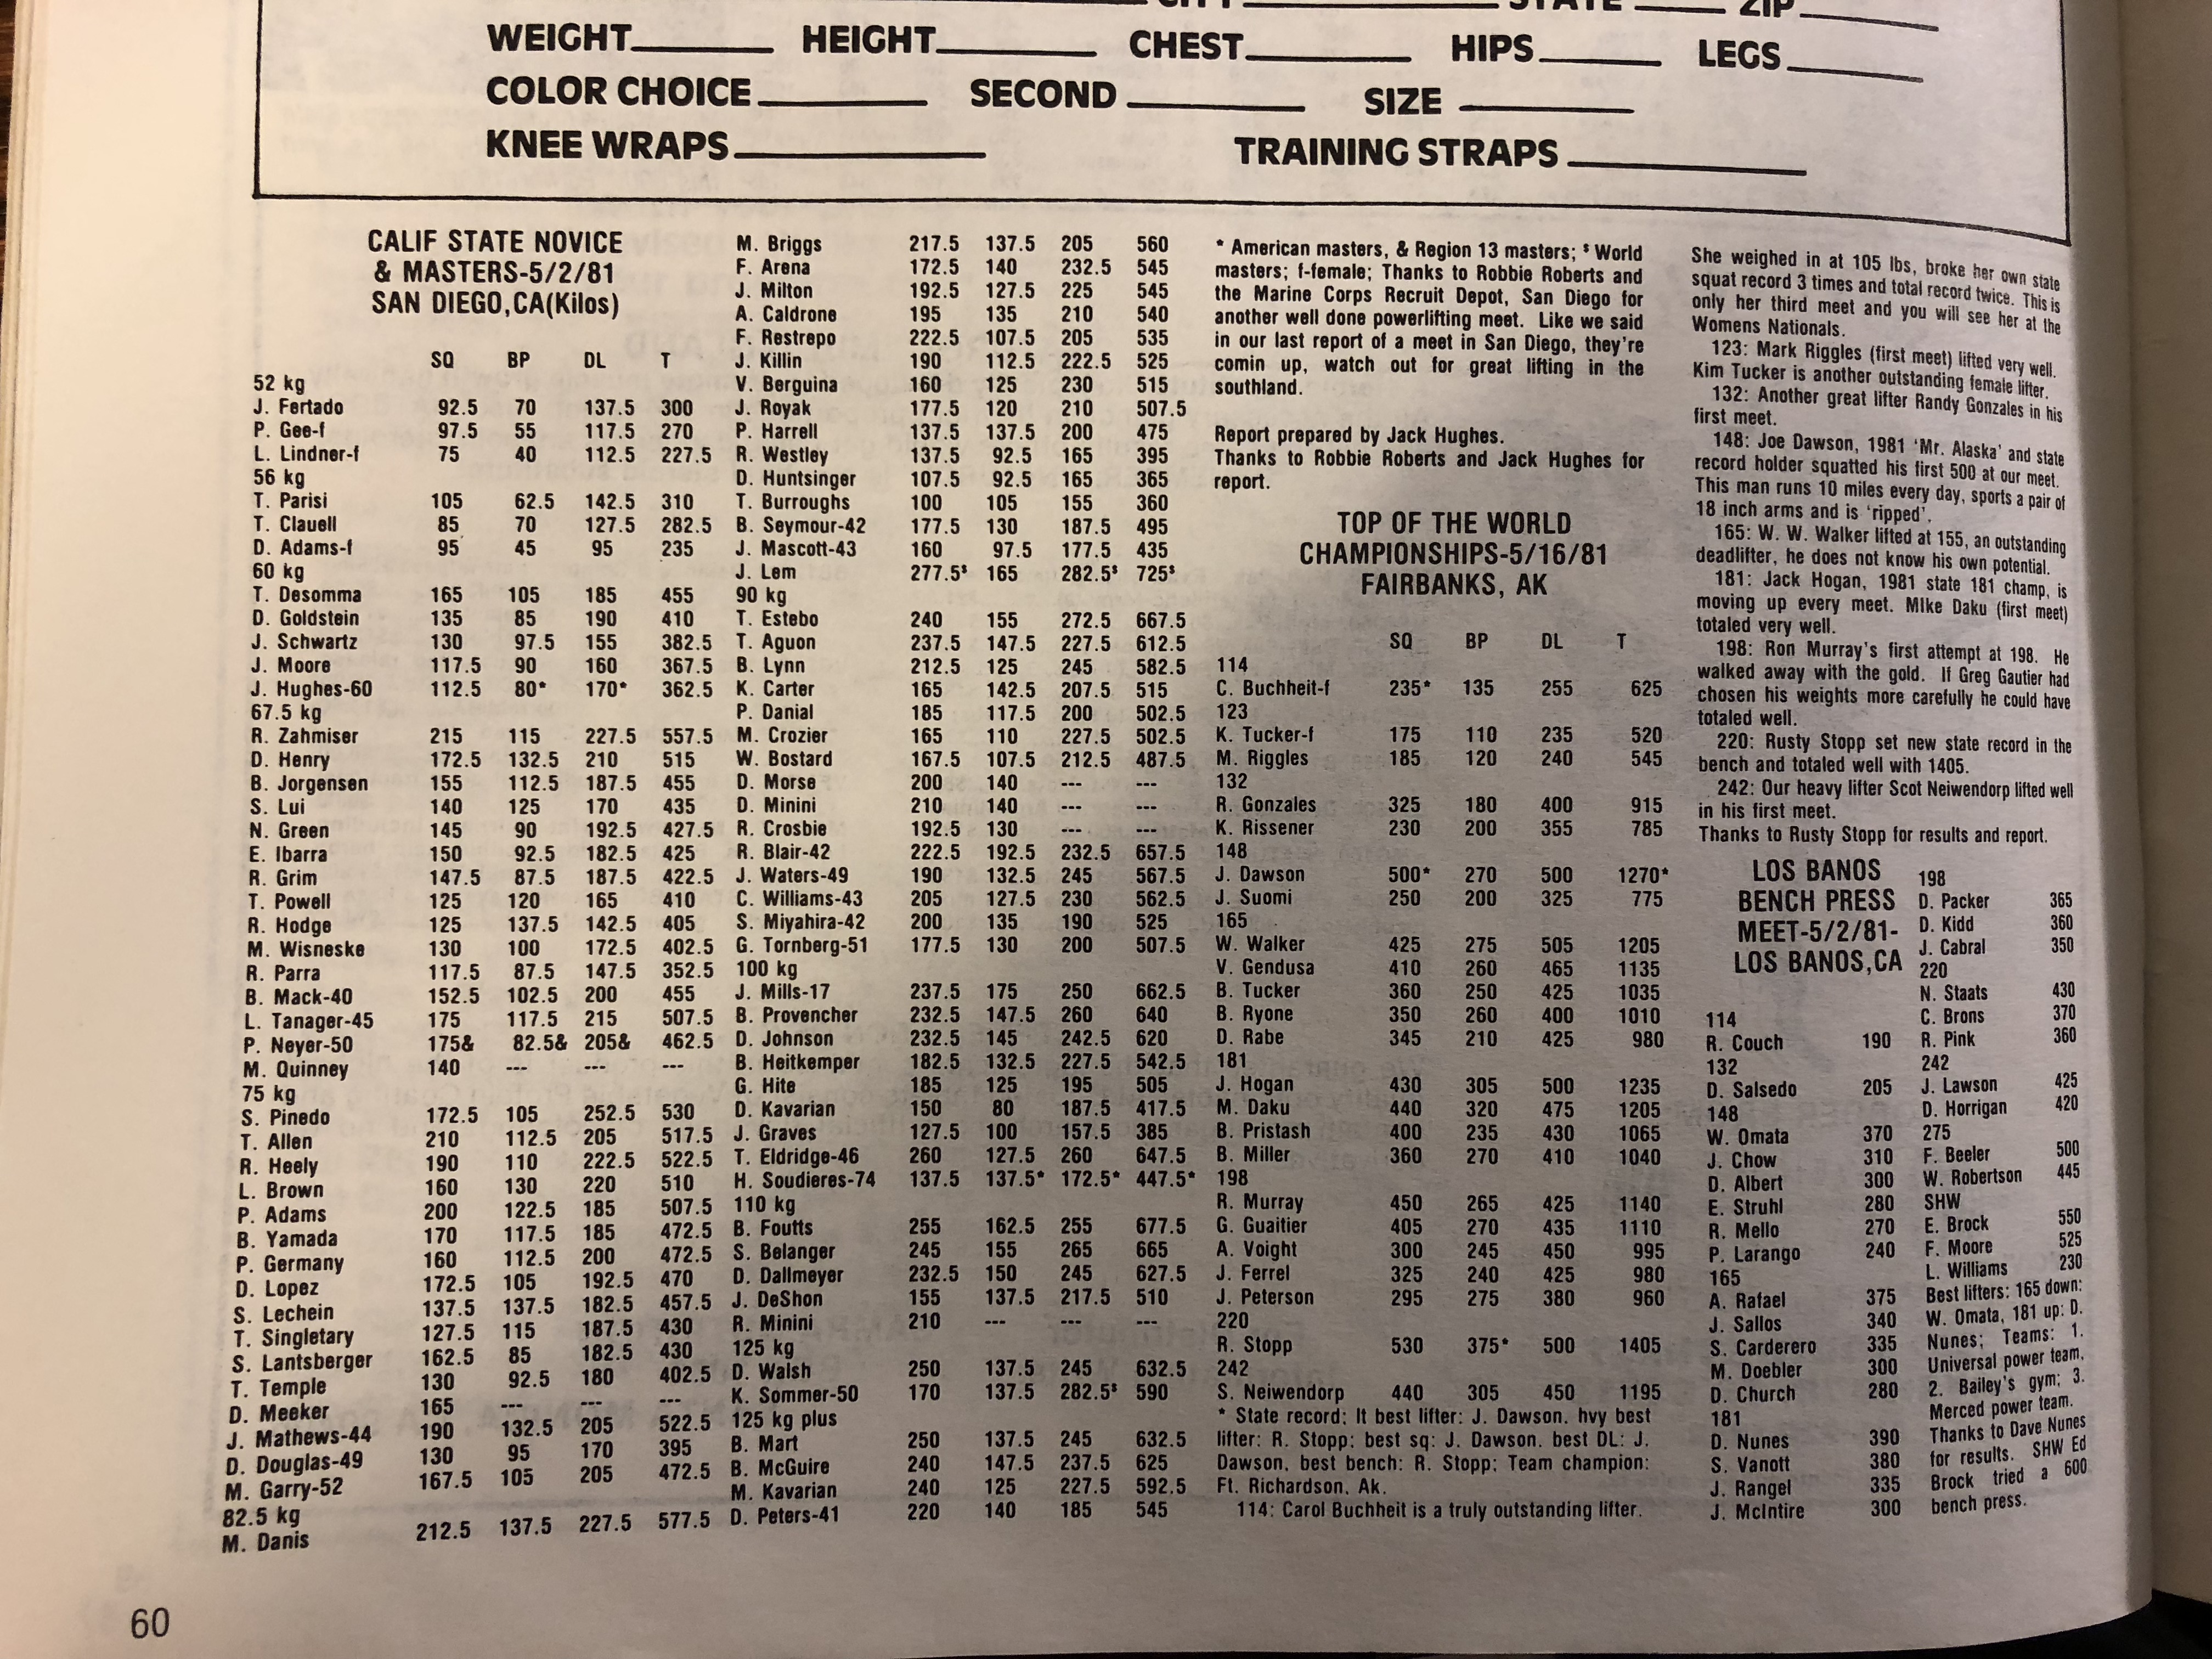 CITY STATE ZIP
WEIGHT HEIGHT CHEST HIPS LEGS
COLOR CHOICE SECOND SIZE
KNEE WRAPS TRAINING STRAPS
CALIF STATE NOVICE
& MASTERS-5/2/81
SAN DIEGO,CA(Kilos)
SQ BP DL T
52 kg
J. Fertado 92.5 70 137.5 300
P. Gee-f 97.5 55 117.5 270
L. Lindner-f 75 40 112.5 227.5
56 kg
T. Parisi 105 62.5 142.5 310
T. Clauell 85 70 127.5 282.5
D. Adams-f 95 45 95 235
60 kg
T. Desomma 165 105 185 455
D. Goldstein 135 85 190 410
J. Schwartz 130 97.5 155 382.5
J. Moore 117.5 90 160 367.5
J. Hughes-60 112.5 80* 170* 362.5
67.5 kg
R. Zahmiser 215 115 227.5 557.5
D. Henry 172.5 132.5 210 515
B. Jorgensen 155 112.5 187.5 455
S. Lui 140 125 170 435
N. Green 145 90 192.5 427.5
E. Ibarra 150 92.5 182.5 425
R. Grim 147.5 87.5 187.5 422.5
T. Powell 125 120 165 410
R. Hodge 125 137.5 142.5 405
M. Wisneske 130 100 172.5 402.5
R. Parra 117.5 87.5 147.5 352.5
B. Mack-40 152.5 102.5 200 455
L. Tanager-45 175 117.5 215 507.5
P. Neyer-50 175& 82.5& 205& 462.5
M. Quinney 140 --- --- ---
75 kg
S. Pinedo 172.5 105 252.5 530
T. Allen 210 112.5 205 517.5
R. Heely 190 110 222.5 522.5
L. Brown 160 130 220 510
P. Adams 200 122.5 185 507.5
B. Yamada 170 117.5 185 472.5
P. Germany 160 112.5 200 472.5
D. Lopez 172.5 105 192.5 470
S. Lechein 137.5 137.5 182.5 457.5
T. Singletary 127.5 115 187.5 430
S. Lantsberger 162.5 85 182.5 430
T. Temple 130 92.5 180 402.5
D. Meeker 165 --- --- ---
J. Mathews-44 190 132.5 205 522.5
D. Douglas-49 130 95 170 395
M. Garry-52 167.5 105 205 472.5
82.5 kg
M. Danis 212.5 137.5 227.5 577.5
M. Briggs 217.5 137.5 205 560
F. Arena 172.5 140 232.5 545
J. Milton 192.5 127.5 225 545
A. Caldrone 195 135 210 540
F. Restrepo 222.5 107.5 205 535
J. Killin 190 112.5 222.5 525
V. Berguina 160 125 230 515
J. Royak 177.5 120 210 507.5
P. Harrell 137.5 137.5 200 475
R. Westley 137.5 92.5 165 395
D. Huntsinger 107.5 92.5 165 365
T. Burroughs 100 105 155 360
B. Seymour-42 177.5 130 187.5 495
J. Mascott-43 160 97.5 177.5 435
J. Lem 277.5$ 165 282.5$ 725$
90 kg
T. Estebo 240 155 272.5 667.5
T. Aguon 237.5 147.5 227.5 612.5
B. Lynn 212.5 125 245 582.5
K. Carter 165 142.5 207.5 515
P. Danial 185 117.5 200 502.5
M. Crozier 165 110 227.5 502.5
W. Bostard 167.5 107.5 212.5 487.5
D. Morse 200 140 --- ---
D. Minini 210 140 --- ---
R. Crosbie 192.5 130 --- ---
R. Blair-42 222.5 192.5 232.5 657.5
J. Waters-49 190 132.5 245 567.5
C. Williams-43 205 127.5 230 562.5
S. Miyahira-42 200 135 190 525
G. Tornberg-51 177.5 130 200 507.5
100 kg
J. Mills-17 237.5 175 250 662.5
B. Provencher 232.5 147.5 260 640
D. Johnson 232.5 145 242.5 620
B. Heitkemper 182.5 132.5 227.5 542.5
G. Hite 185 125 195 505
D. Kavarian 150 80 187.5 417.5
J. Graves 127.5 100 157.5 385
T. Eldridge-46 260 127.5 260 647.5
H. Soudieres-74 137.5 137.5* 172.5* 447.5*
110 kg
B. Foutts 255 162.5 255 677.5
S. Belanger 245 155 265 665
D. Dallmeyer 232.5 150 245 627.5
J. DeShon 155 137.5 217.5 510
R. Minini 210 --- --- ---
125 kg
D. Walsh 250 137.5 245 632.5
K. Sommer-50 170 137.5 282.5$ 590
125 kg plus
B. Mart 250 137.5 245 632.5
B. McGuire 240 147.5 237.5 625
M. Kavarian 240 125 227.5 592.5
D. Peters-41 220 140 185 545
* American masters, & Region 13 masters; $ World
masters; f-female; Thanks to Robbie Roberts and
the Marine Corps Recruit Depot, San Diego for
another well done powerlifting meet. Like we said
in our last report of a meet in San Diego, they're
comin up, watch out for great lifting in the
southland.
Report prepared by Jack Hughes.
Thanks to Robbie Roberts and Jack Hughes for
report.
TOP OF THE WORLD
CHAMPIONSHIPS-5/16/81
FAIRBANKS, AK
SQ BP DL T
114
C. Buchheit-f 235* 135 255 625
123
K. Tucker-f 175 110 235 520
M. Riggles 185 120 240 545
132
R. Gonzales 325 180 400 915
K. Rissener 230 200 355 785
148
J. Dawson 500* 270 500 1270*
J. Suomi 250 200 325 775
165
W. Walker 425 275 505 1205
V. Gendusa 410 260 465 1135
B. Tucker 360 250 425 1035
B. Ryone 350 260 400 1010
D. Rabe 345 210 425 980
181
J. Hogan 430 305 500 1235
M. Daku 440 320 475 1205
B. Pristash 400 235 430 1065
B. Miller 360 270 410 1040
198
R. Murray 450 265 425 1140
G. Guaitier 405 270 435 1110
A. Voight 300 245 450 995
J. Ferrel 325 240 425 980
J. Peterson 295 275 380 960
220
R. Stopp 530 375* 500 1405
242
S. Neiwendorp 440 305 450 1195
* State record; lt best lifter: J. Dawson. hvy best
lifter: R. Stopp: best sq: J. Dawson. best DL: J.
Dawson, best bench: R. Stopp: Team champion:
Ft. Richardson, Ak.
114: Carol Buchheit is a truly outstanding lifter.
She weighed in at 105 lbs, broke her own state
squat record 3 times and total record twice. This is
only her third meet and you will see her at the
Womens Nationals.
123: Mark Riggles (first meet) lifted very well.
Kim Tucker is another outstanding female lifter.
132: Another great lifter Randy Gonzales in his
first meet.
148: Joe Dawson, 1981 'Mr. Alaska' and state
record holder squatted his first 500 at our meet.
This man runs 10 miles every day, sports a pair of
18 inch arms and is 'ripped'.
165: W. W. Walker lifted at 155, an outstanding
deadlifter, he does not know his own potential.
181: Jack Hogan, 1981 state 181 champ, is
moving up every meet. MIke Daku (first meet)
totaled very well.
198: Ron Murray's first attempt at 198. He
walked away with the gold. If Greg Gautier had
chosen his weights more carefully he could have
totaled well.
220: Rusty Stopp set new state record in the
bench and totaled well with 1405.
242: Our heavy lifter Scot Neiwendorp lifted well
in his first meet.
Thanks to Rusty Stopp for results and report.
LOS BANOS
BENCH PRESS
MEET-5/2/81-
LOS BANOS,CA
114
R. Couch 190
132
D. Salsedo 205
148
W. Omata 370
J. Chow 310
D. Albert 300
E. Struhl 280
R. Mello 270
P. Larango 240
165
A. Rafael 375
J. Sallos 340
S. Carderero 335
M. Doebler 300
D. Church 280
181
D. Nunes 390
S. Vanott 380
J. Rangel 335
J. McIntire 300
198
D. Packer 365
D. Kidd 360
J. Cabral 350
220
N. Staats 430
C. Brons 370
R. Pink 360
242
J. Lawson 425
D. Horrigan 420
275
F. Beeler 500
W. Robertson 445
SHW
E. Brock 550
F. Moore 525
L. Williams 230
Best lifters: 165 down:
W. Omata, 181 up: D.
Nunes; Teams: 1.
Universal power team,
2. Bailey's gym; 3.
Merced power team.
Thanks to Dave Nunes
for results. SHW Ed
Brock tried a 600
bench press.
60